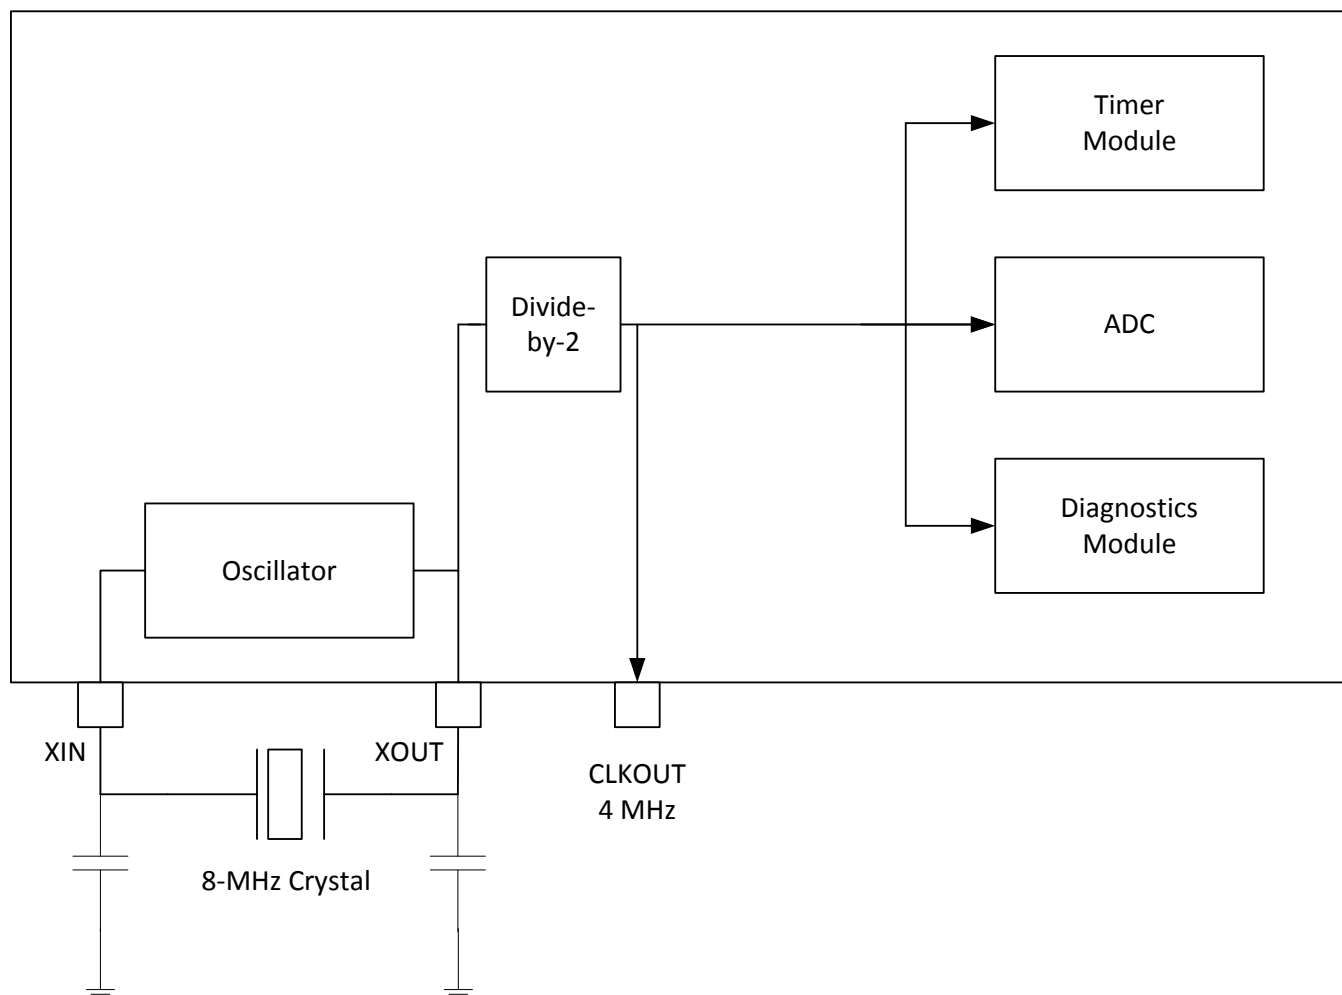 Timer
Module
Divide-
by-2
ADC
Diagnostics
Module
Oscillator
XIN
XOUT
CLKOUT
4 MHz
8-MHz Crystal